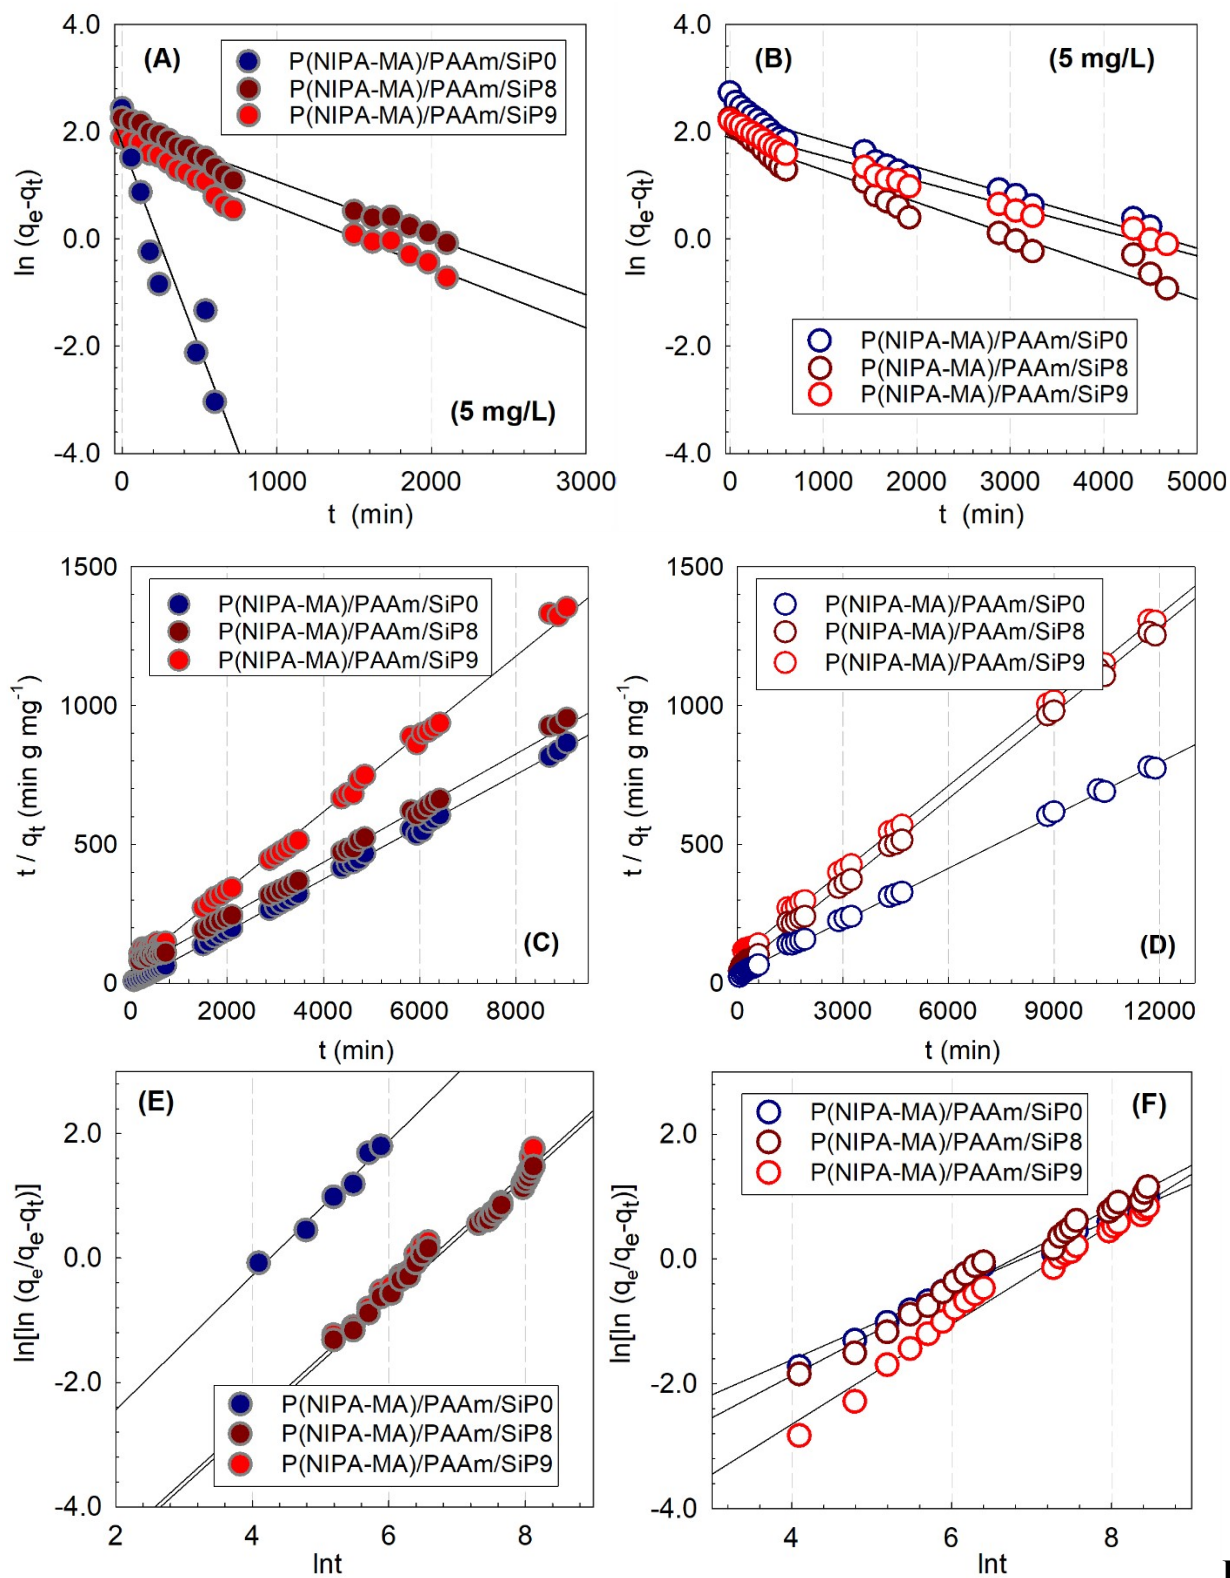 (A)
P(NIPA-MA)/PAAm/SiP0
P(NIPA-MA)/PAAm/SiP8
P(NIPA-MA)/PAAm/SiP9
4.0
2.0
0.0
-2.0
-4.0
ln (qe-qt)
(5 mg/L)
0 1000 2000 3000
t (min)
(B)
(5 mg/L)
4.0
2.0
0.0
-2.0
-4.0
ln (qe-qt)
P(NIPA-MA)/PAAm/SiP0
P(NIPA-MA)/PAAm/SiP8
P(NIPA-MA)/PAAm/SiP9
0 1000 2000 3000 4000 5000
t (min)
1500
1000
500
0
t / qt (min g mg-1)
P(NIPA-MA)/PAAm/SiP0
P(NIPA-MA)/PAAm/SiP8
P(NIPA-MA)/PAAm/SiP9
(C)
0 2000 4000 6000 8000
t (min)
1500
1000
500
0
t / qt (min g mg-1)
P(NIPA-MA)/PAAm/SiP0
P(NIPA-MA)/PAAm/SiP8
P(NIPA-MA)/PAAm/SiP9
(D)
0 3000 6000 9000 12000
t (min)
(E)
2.0
0.0
-2.0
-4.0
ln[ln (qe/qe-qt)]
P(NIPA-MA)/PAAm/SiP0
P(NIPA-MA)/PAAm/SiP8
P(NIPA-MA)/PAAm/SiP9
2 4 6 8
lnt
P(NIPA-MA)/PAAm/SiP0
P(NIPA-MA)/PAAm/SiP8
P(NIPA-MA)/PAAm/SiP9
(F)
2.0
0.0
-2.0
-4.0
ln[ln (qe/qe-qt)]
4 6 8
lnt